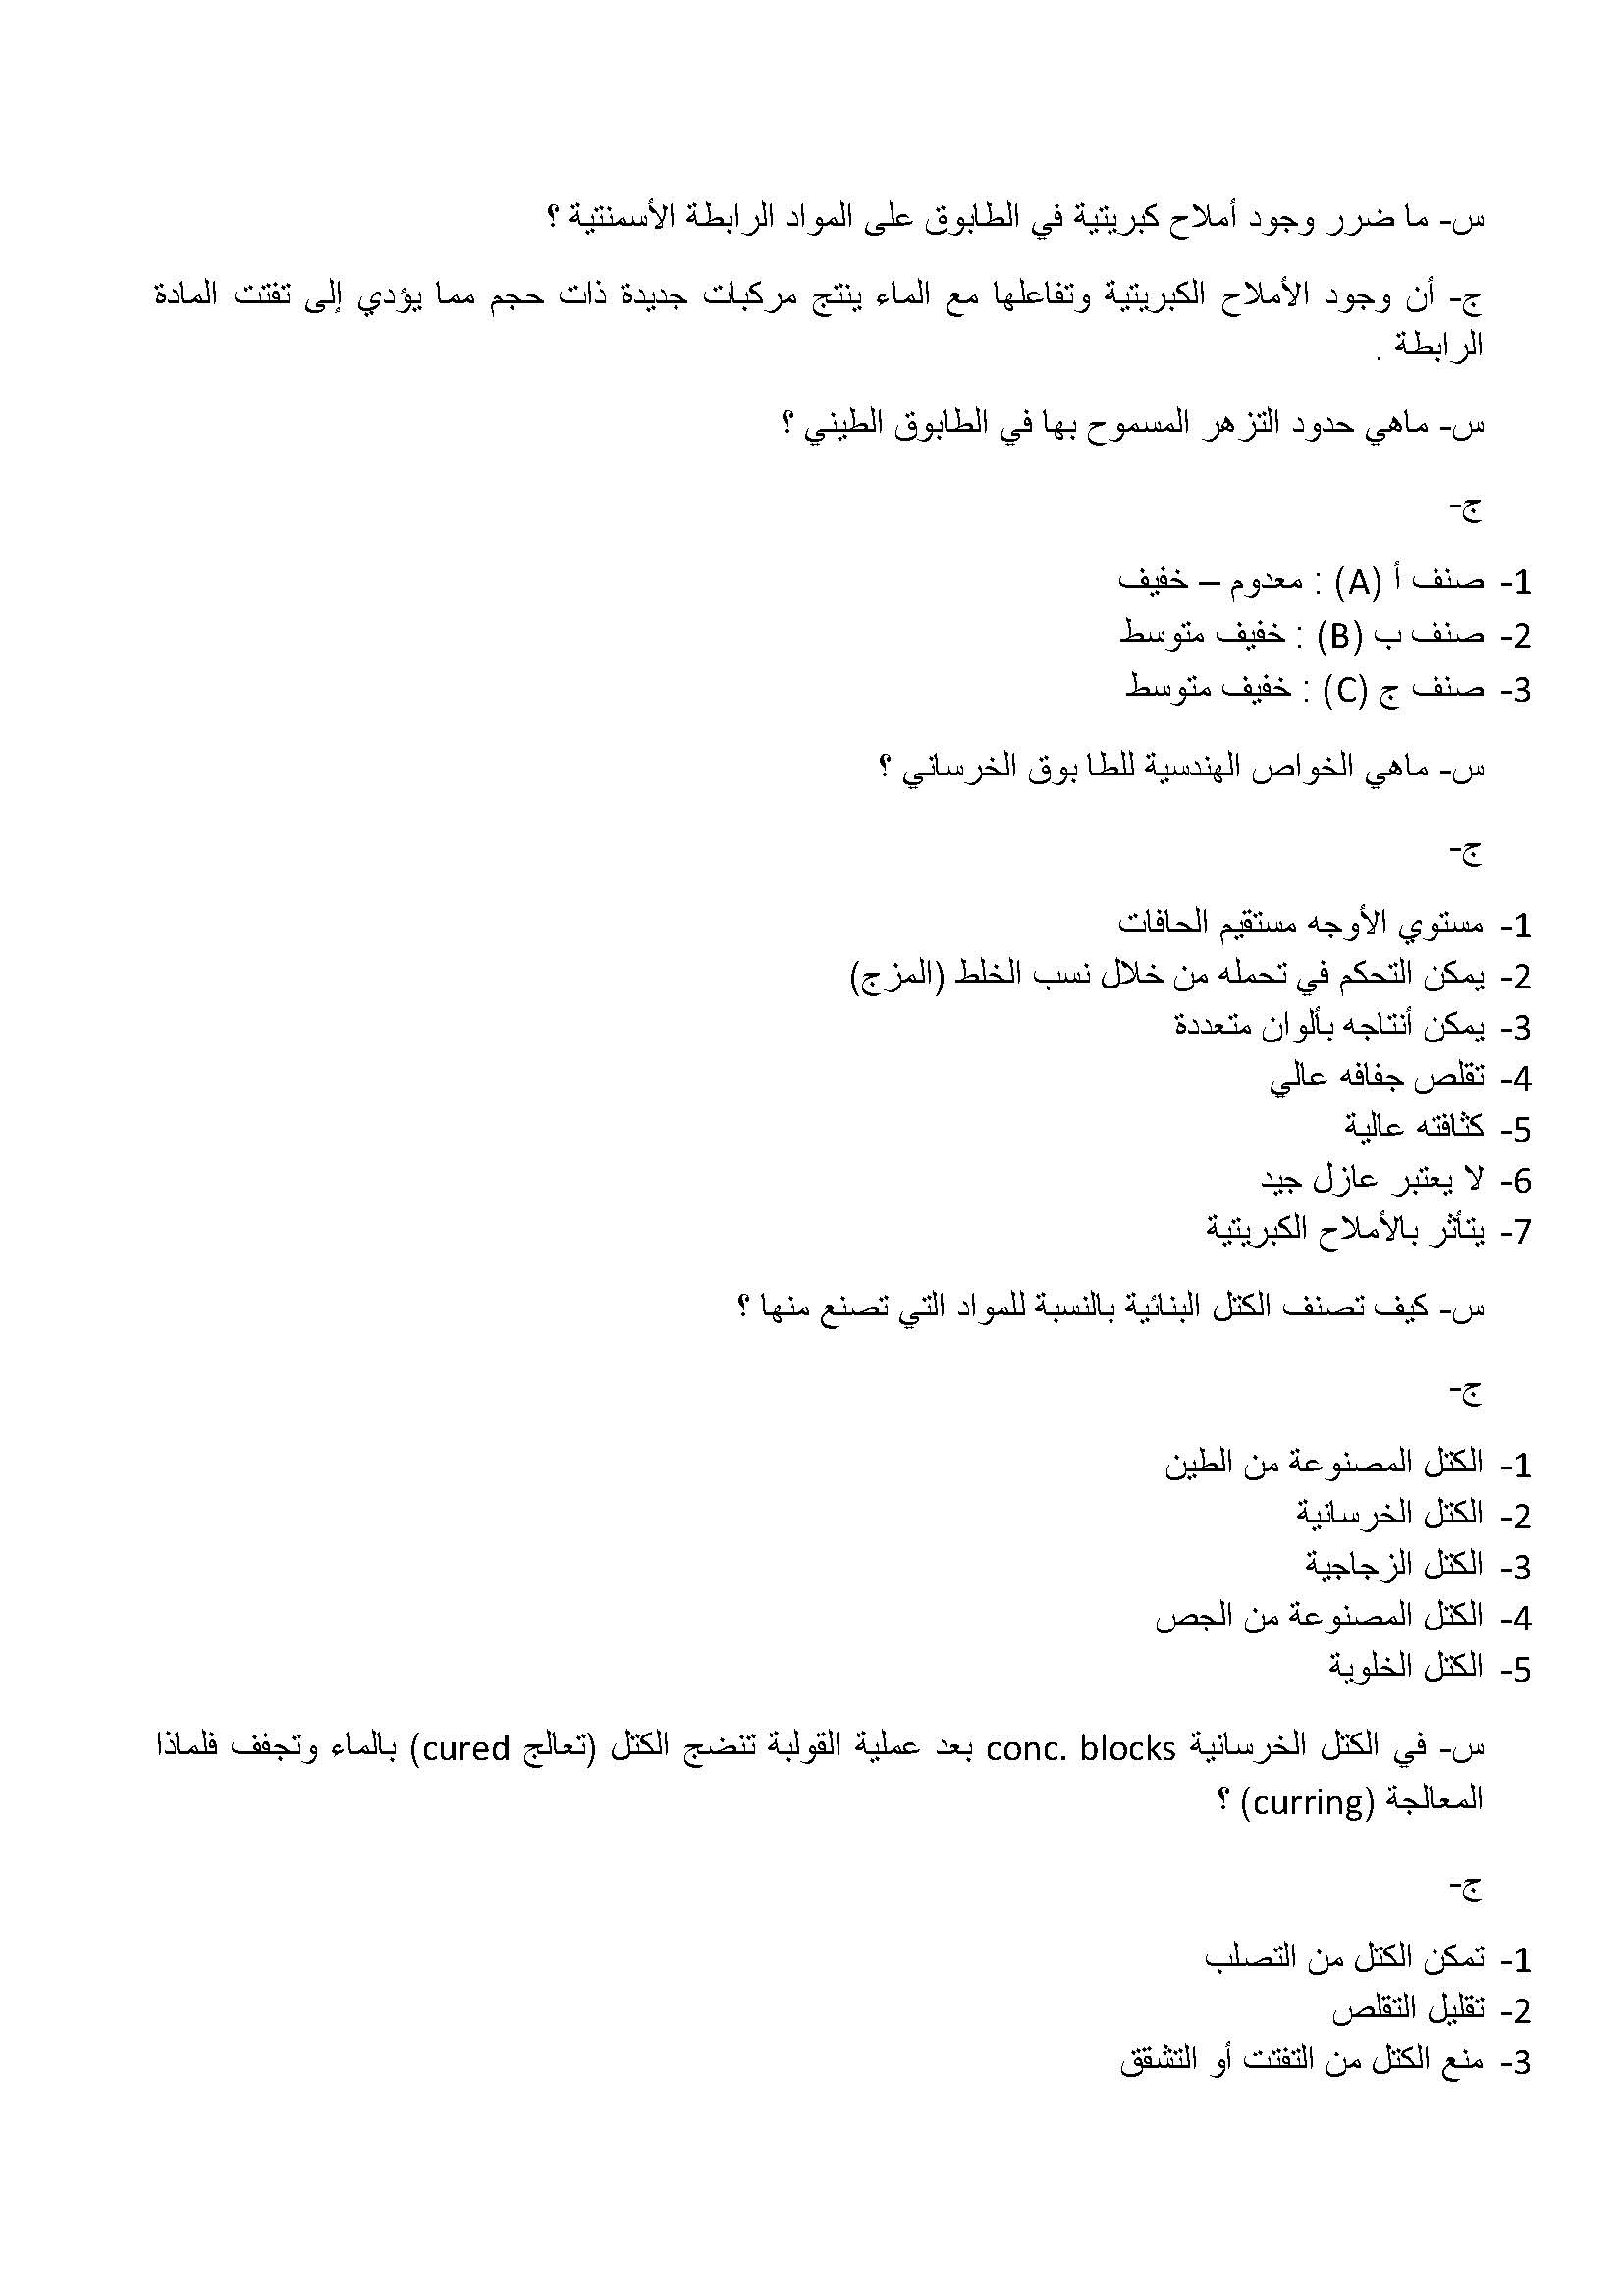 س- ما ضرر وجود أملاح كبريتية في الطابوق على المواد الرابطة الأسمنتية ؟
ج- أن وجود الأملاح الكبريتية وتفاعلها مع الماء ينتج مركبات جديدة ذات حجم مما يؤدي إلى تفتت المادة
الرابطة .
س- ماهي حدود التزهر المسموح بها في الطابوق الطيني ؟
ج-
1- صنف أ (A) : معدوم – خفيف
2- صنف ب (B) : خفيف متوسط
3- صنف ج (C) : خفيف متوسط
س- ماهي الخواص الهندسية للطا بوق الخرساني ؟
ج-
1- مستوي الأوجه مستقيم الحافات
2- يمكن التحكم في تحمله من خلال نسب الخلط (المزج)
3- يمكن أنتاجه بألوان متعددة
4- تقلص جفافه عالي
5- كثافته عالية
6- لا يعتبر عازل جيد
7- يتأثر بالأملاح الكبريتية
س- كيف تصنف الكتل البنائية بالنسبة للمواد التي تصنع منها ؟
ج-
1- الكتل المصنوعة من الطين
2- الكتل الخرسانية
3- الكتل الزجاجية
4- الكتل المصنوعة من الجص
5- الكتل الخلوية
س- في الكتل الخرسانية conc. blocks بعد عملية القولبة تنضج الكتل (تعالج cured) بالماء وتجفف فلماذا
المعالجة (curring) ؟
ج-
1- تمكن الكتل من التصلب
2- تقليل التقلص
3- منع الكتل من التفتت أو التشقق